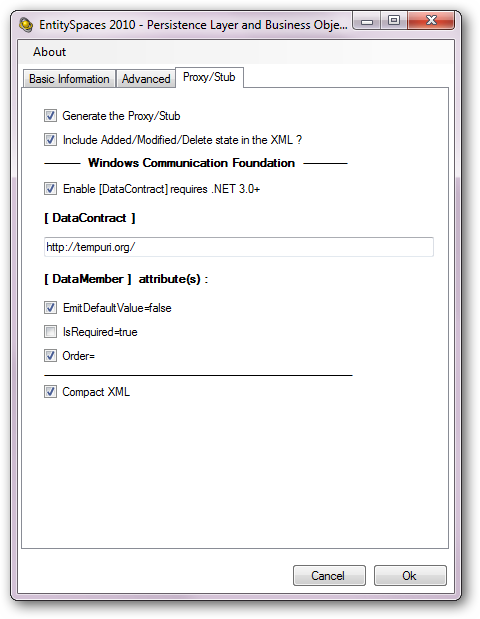 EntitySpaces 2010 - Persistence Layer and Business Obje...
About
Basic Information Advanced Proxy/Stub
Generate the Proxy/Stub
Include Added/Modified/Delete state in the XML ?
Windows Communication Foundation
Enable [DataContract] requires .NET 3.0+
[ DataContract ]
http://tempuri.org/
[ DataMember ] attribute(s) :
EmitDefaultValue=false
IsRequired=true
Order=
Compact XML
Cancel Ok